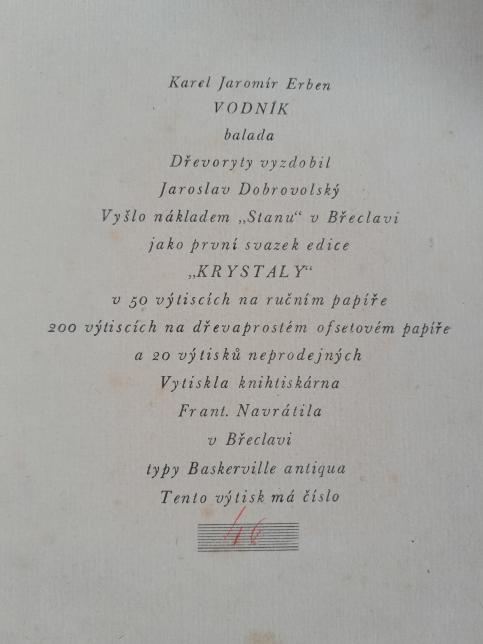 Karel Jaromír Erben
VODNÍK
balada
Dřevoryty vyzdobil
Jaroslav Dobrovolský
Vyšlo nákladem „Stanu“ v Břeclavi
jako první svazek edice
„KRYSTALY“
v 50 výtiscích na ručním papíře
200 výtiscích na dřevaprostém ofsetovém papíře
a 20 výtisků neprodejných
Vytiskla knihtiskárna
Frant. Navrátila
v Břeclavi
typy Baskerville antiqua
Tento výtisk má číslo
46